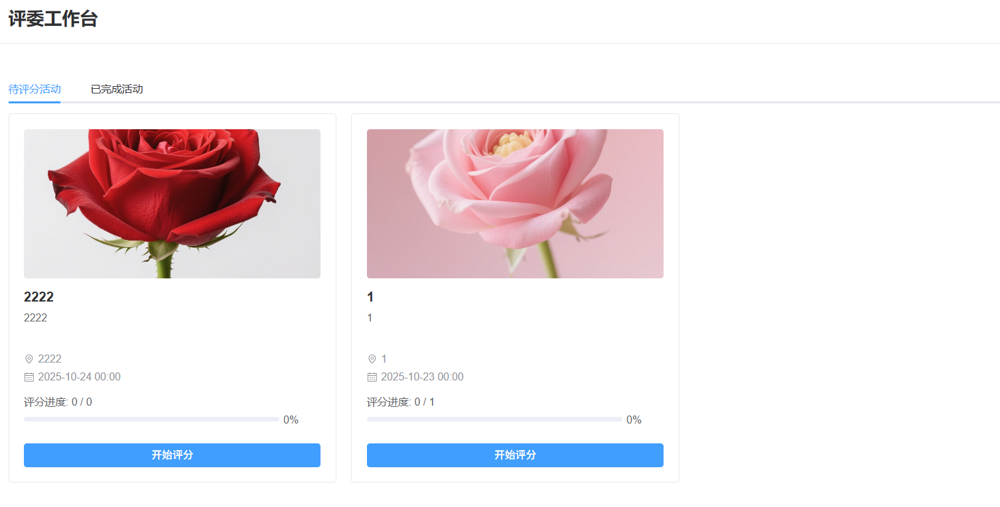 评委工作台
待评分活动 已完成活动
2222
2222
2222
2025-10-24 00:00
评分进度: 0 / 0
0%
开始评分
1
1
1
2025-10-23 00:00
评分进度: 0 / 1
0%
开始评分